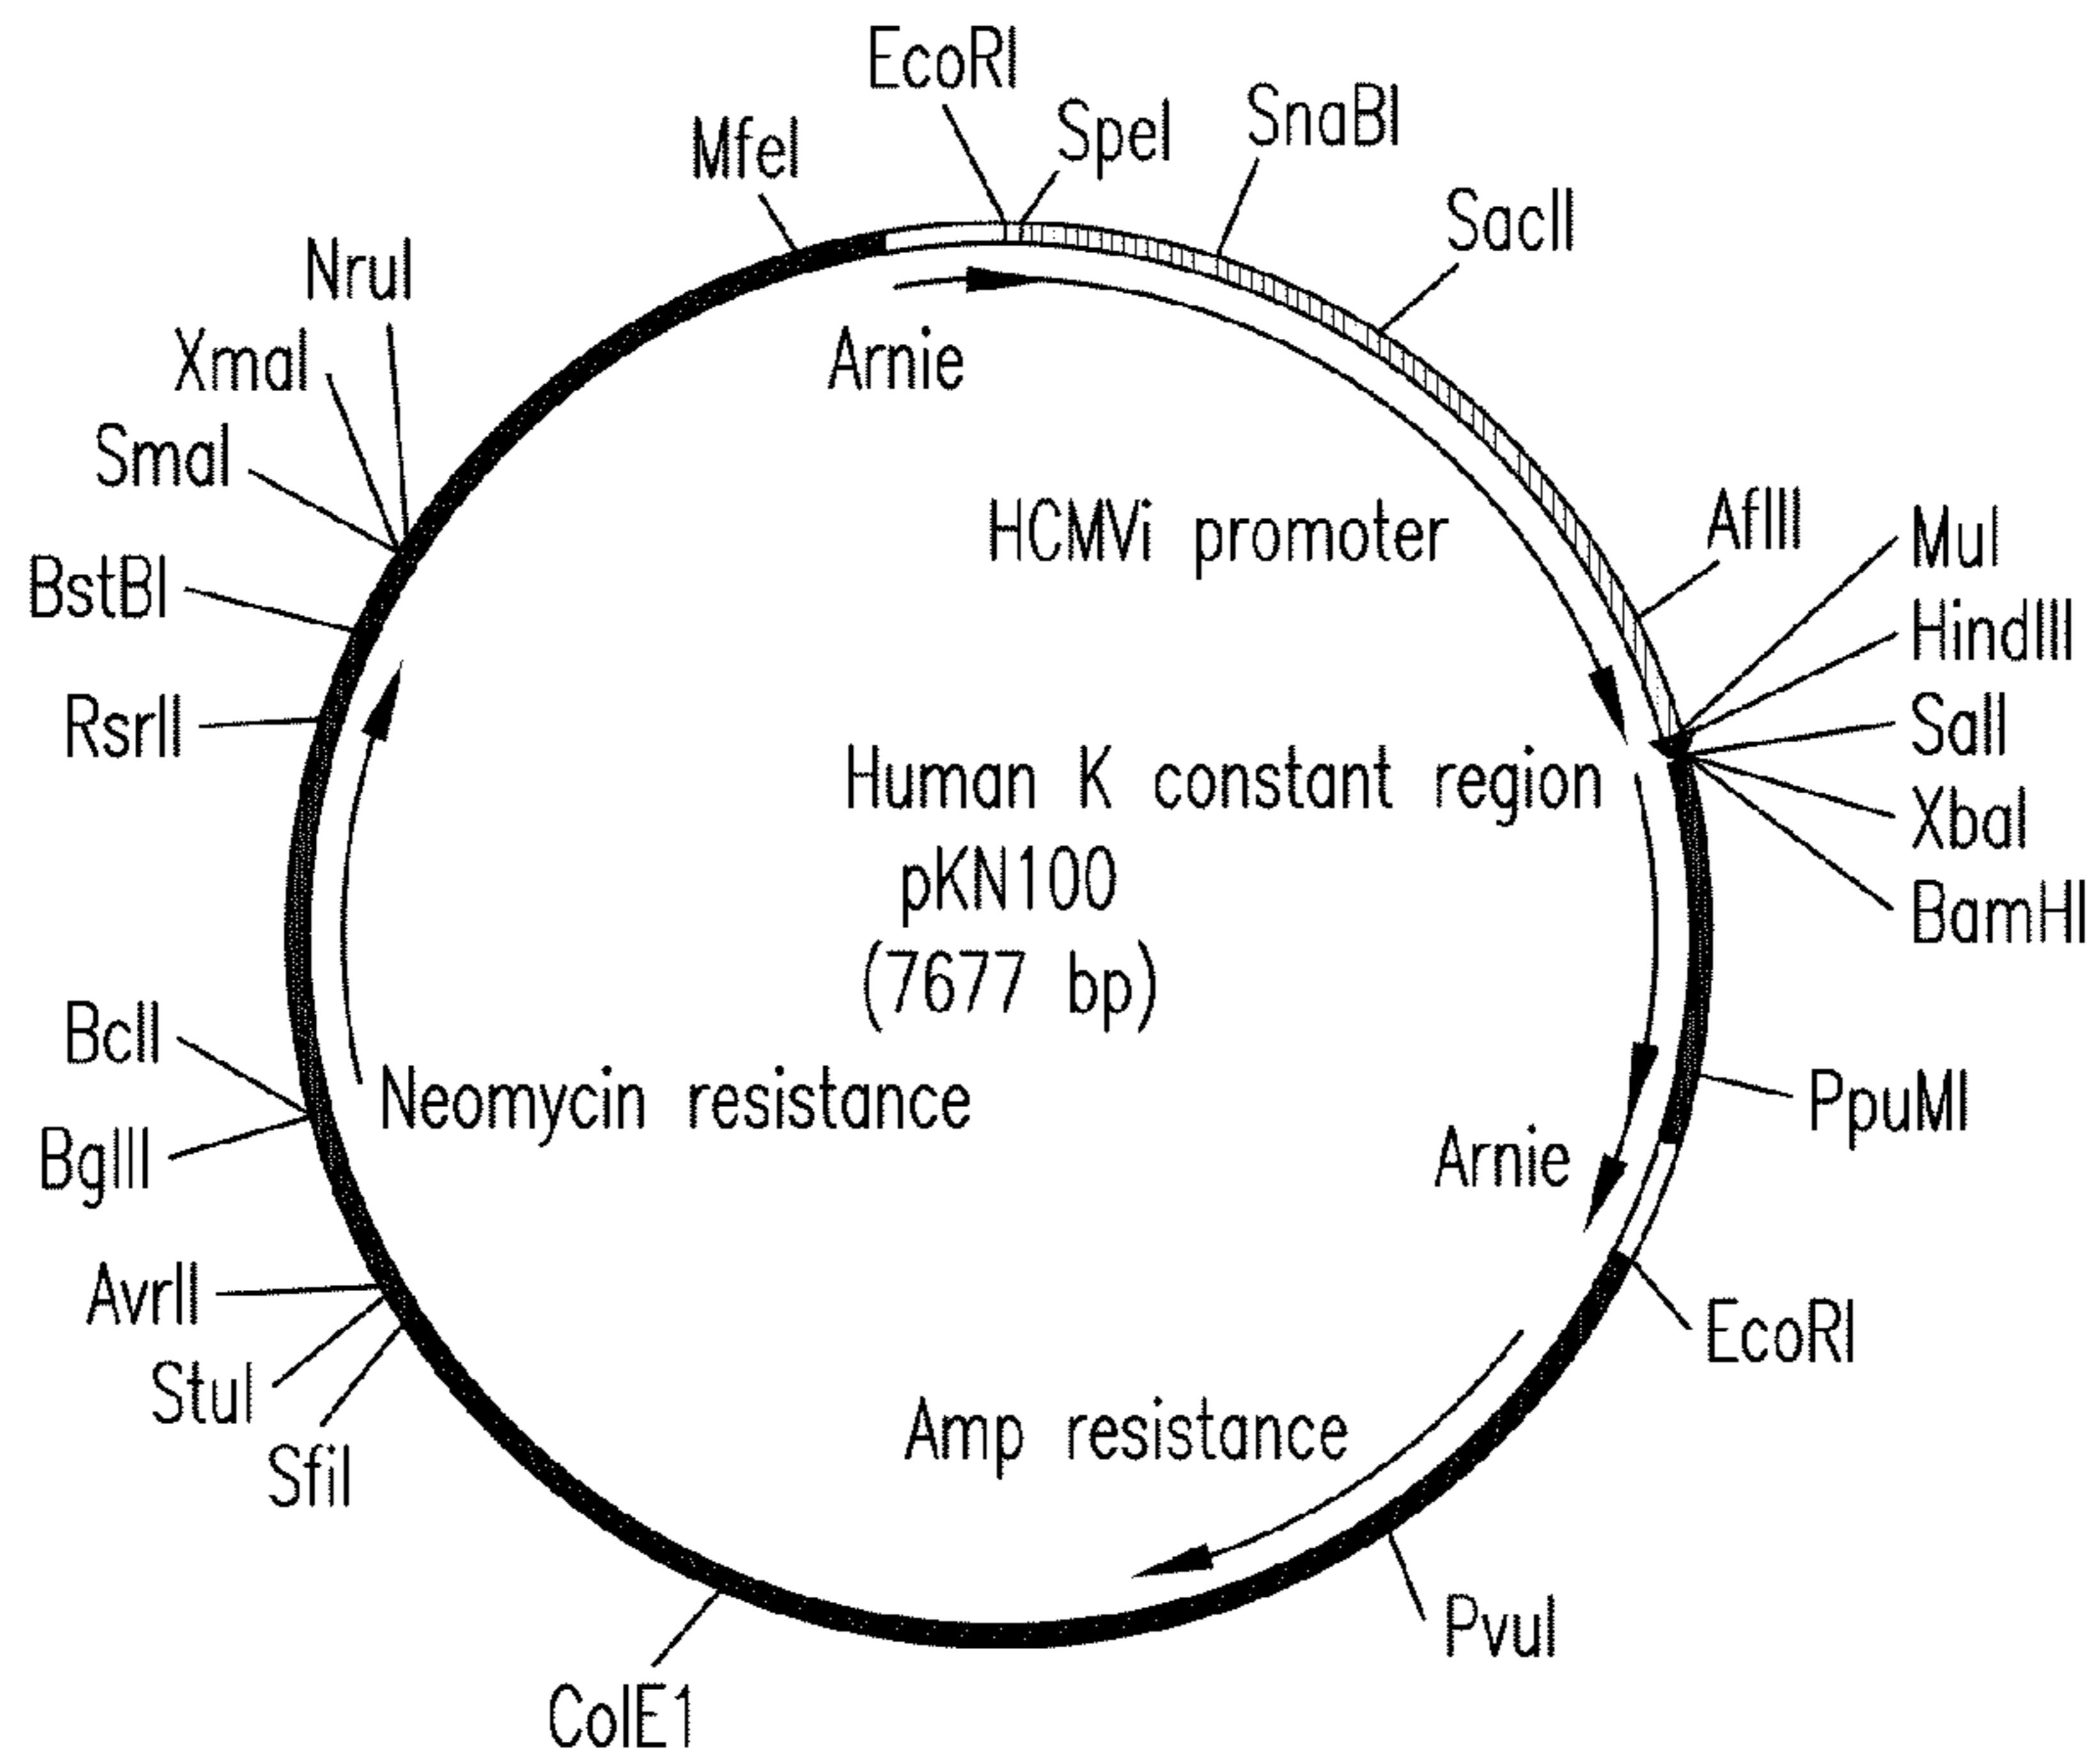 EcoRI
SpeI
SnaBI
MfeI
SacII
NruI
XmaI
Arnie
SmaI
HCMVi promoter
AflII
MuI
BstBI
HindIII
RsrII
SalI
Human K constant region
XbaI
pKN100
BamHI
(7677 bp)
BclI
Neomycin resistance
PpuMI
BglII
Arnie
AvrII
EcoRI
StuI
Amp resistance
SfiI
PvuI
ColE1